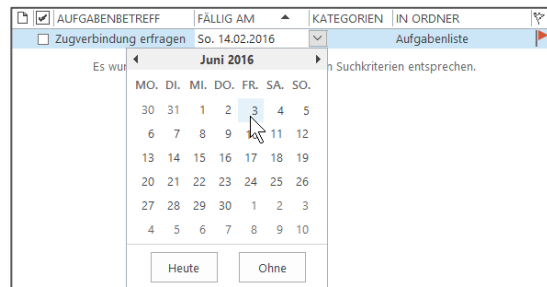 AUFGABENBETREFF FÄLLIG AM KATEGORIEN IN ORDNER
Zugverbindung erfragen So. 14.02.2016 Aufgabenliste
Es wur n Suchkriterien entsprechen.
Juni 2016
MO. DI. MI. DO. FR. SA. SO.
30 31 1 2 3 4 5
6 7 8 9 11 12
13 14 15 16 17 18 19
20 21 22 23 24 25 26
27 28 29 30 1 2 3
4 5 6 7 8 9 10
Heute Ohne